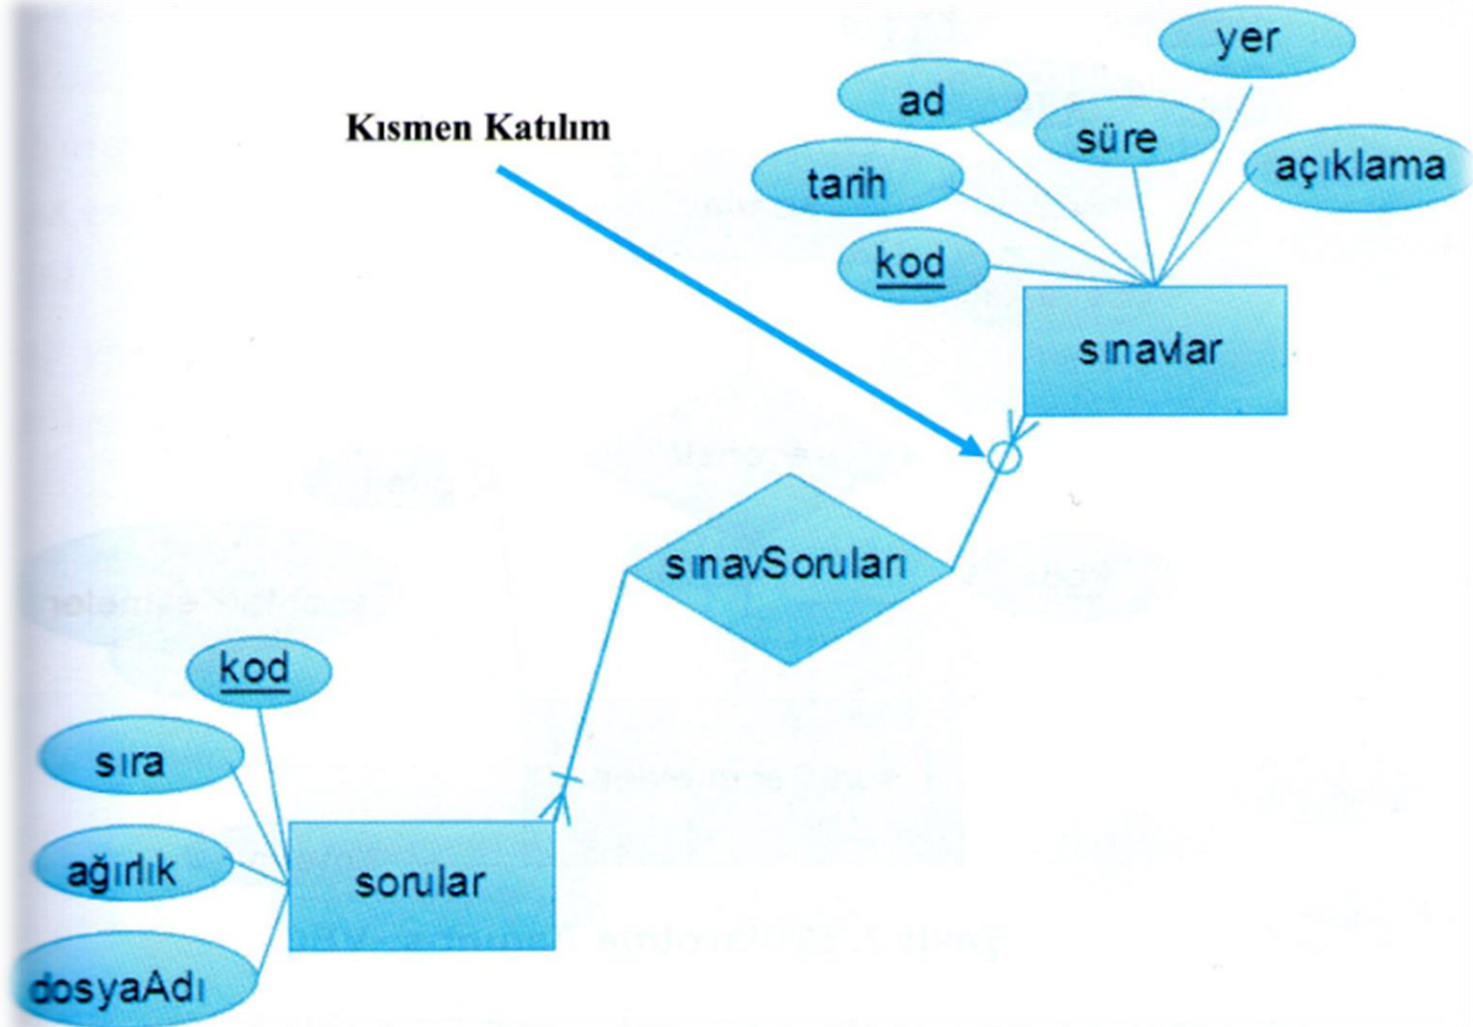 yer
ad
Kısmen Katılım
süre
açıklama
tarih
kod
sınavlar
sınavSoruları
kod
sıra
ağırlık
sorular
dosyaAdı